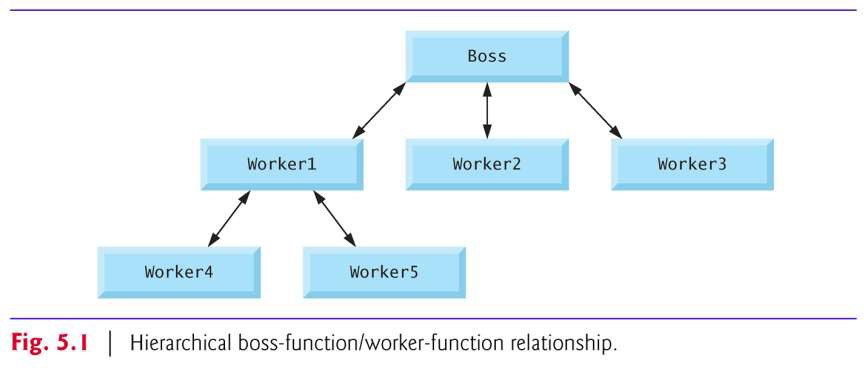 Boss
Worker1
Worker2
Worker3
Worker4
Worker5
Fig. 5.1 | Hierarchical boss-function/worker-function relationship.